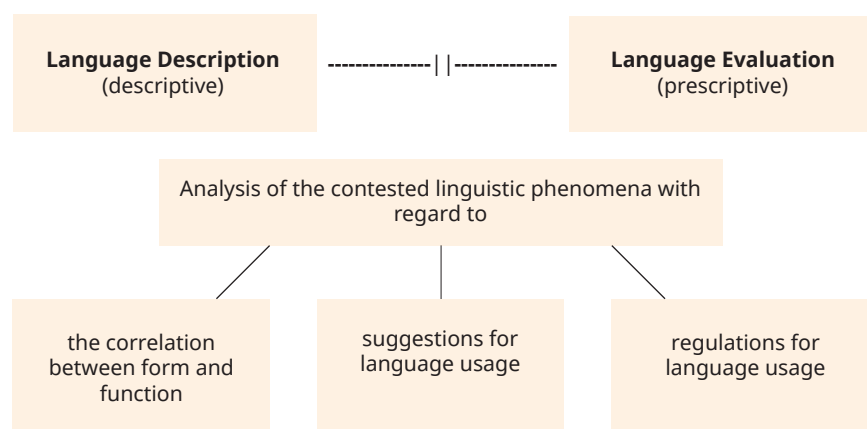 Language Description
(descriptive)
---------------||---------------
Language Evaluation
(prescriptive)
Analysis of the contested linguistic phenomena with
regard to
the correlation
between form and
function
suggestions for
language usage
regulations for
language usage